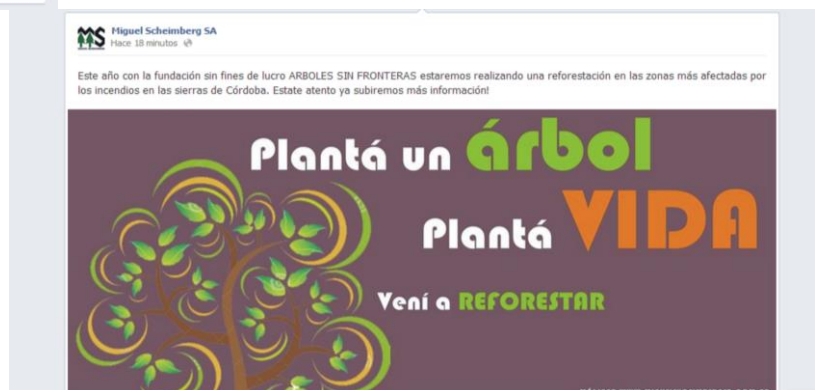 Miguel Scheimberg SA
Hace 18 minutos
Este año con la fundación sin fines de lucro ARBOLES SIN FRONTERAS estaremos realizando una reforestación en las zonas más afectadas por
los incendios en las sierras de Córdoba. Estate atento ya subiremos más información!
Plantá un árbol
Plantá VIDA
Vení a REFORESTAR